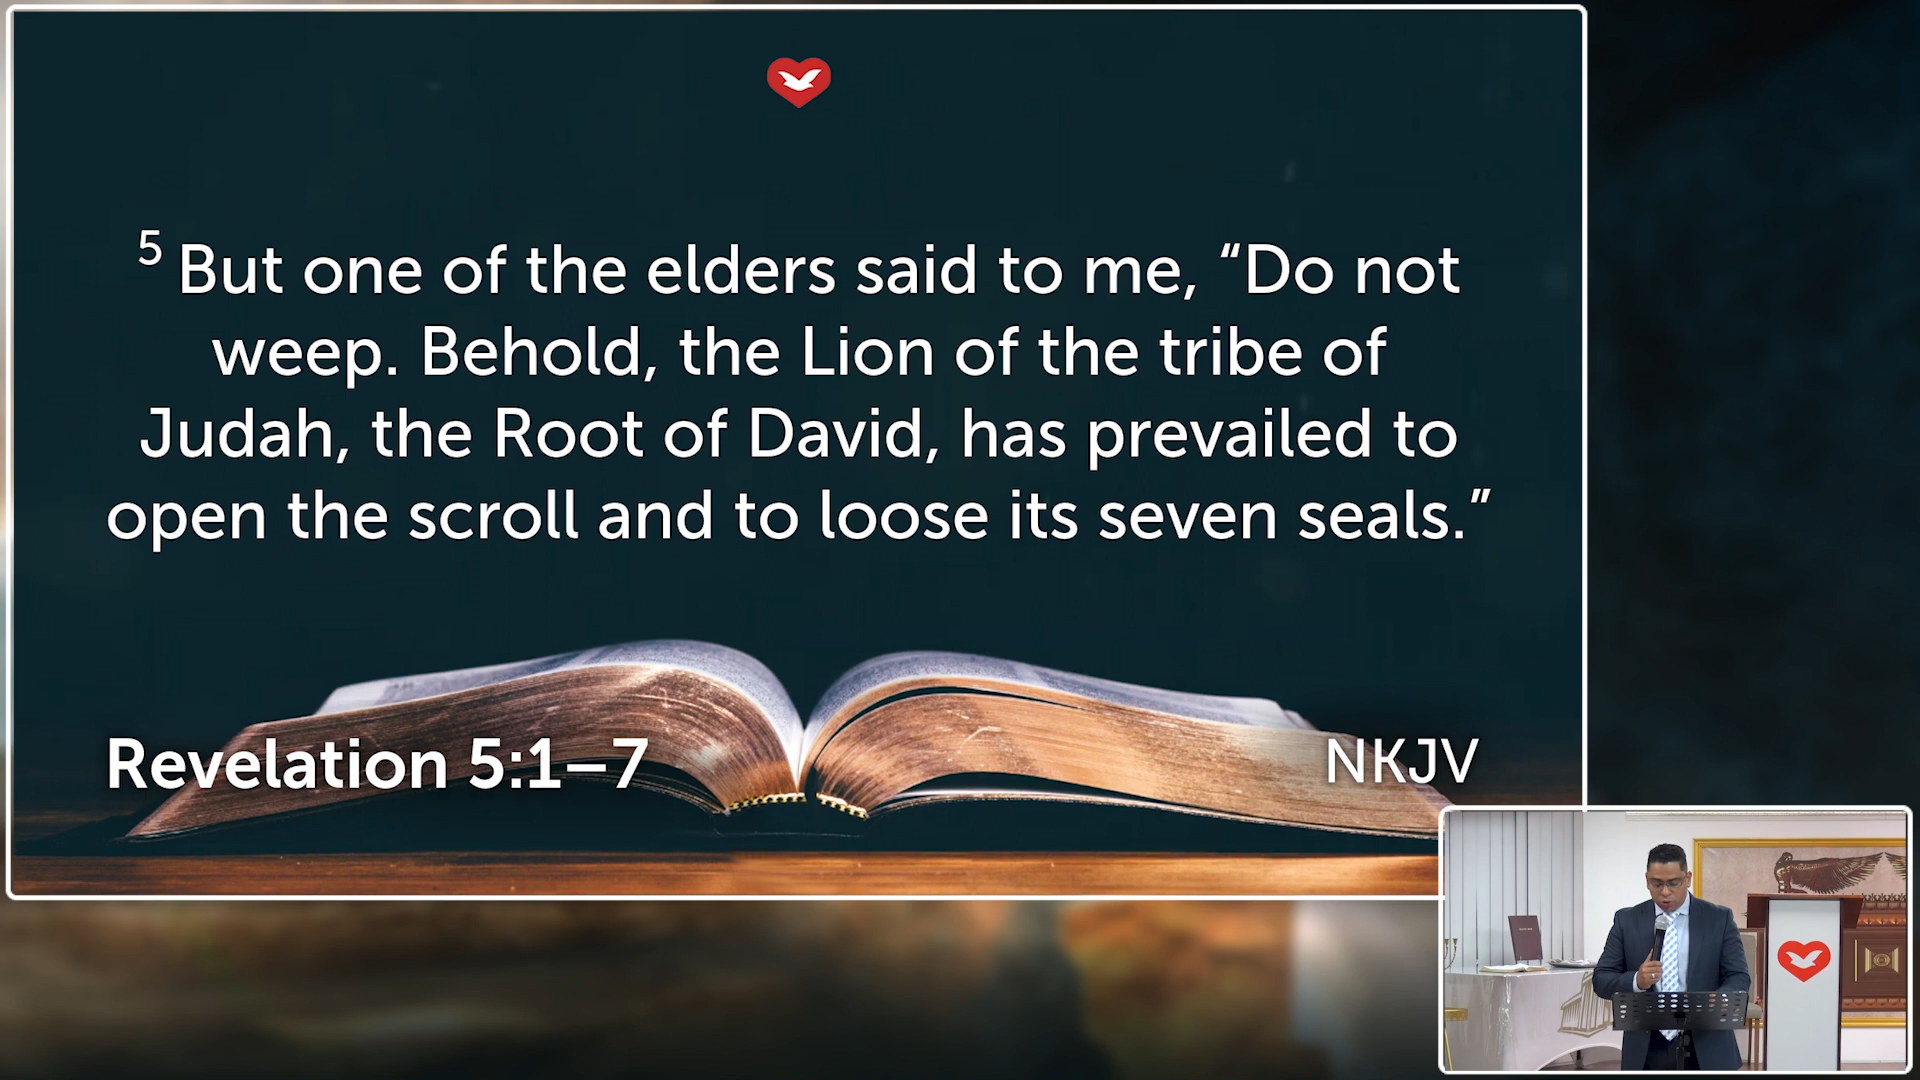 5 But one of the elders said to me, “Do not
weep. Behold, the Lion of the tribe of
Judah, the Root of David, has prevailed to
open the scroll and to loose its seven seals.”
Revelation 5:1–7
NKJV